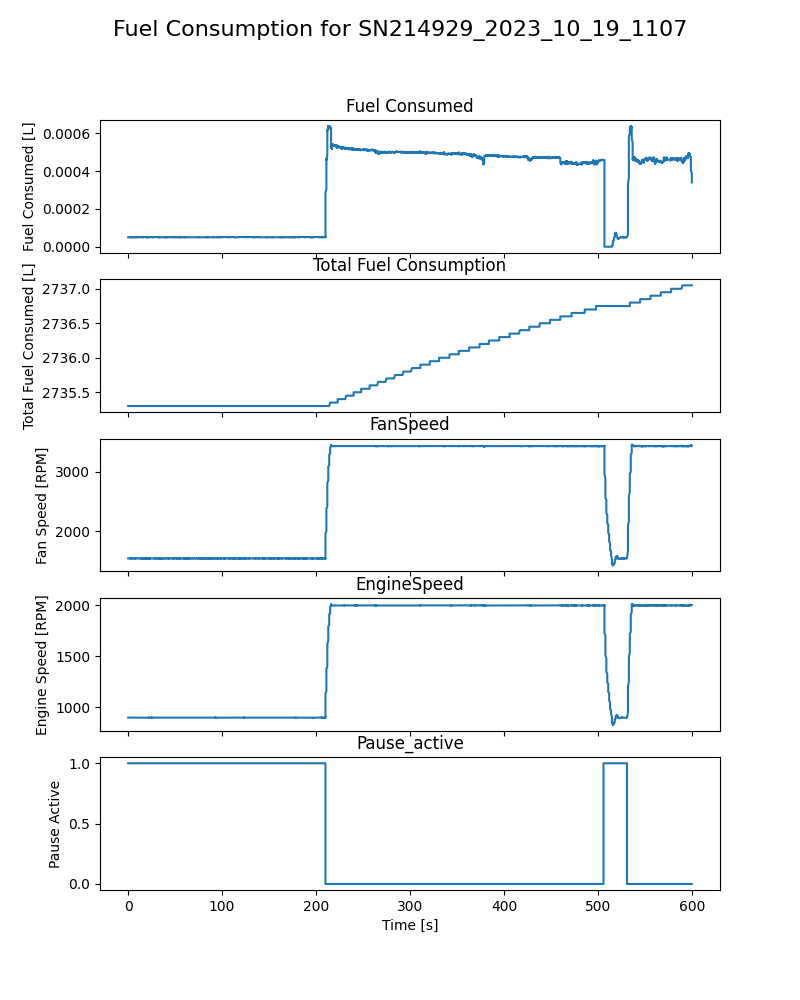 Fuel Consumption for SN214929_2023_10_19_1107
Fuel Consumed
Fuel Consumed [L]
0.0006
0.0004
0.0002
0.0000
Total Fuel Consumption
Total Fuel Consumed [L]
2737.0
2736.5
2736.0
2735.5
FanSpeed
Fan Speed [RPM]
3000
2000
EngineSpeed
Engine Speed [RPM]
2000
1500
1000
Pause_active
Pause Active
1.0
0.5
0.0
0 100 200 300 400 500 600
Time [s]